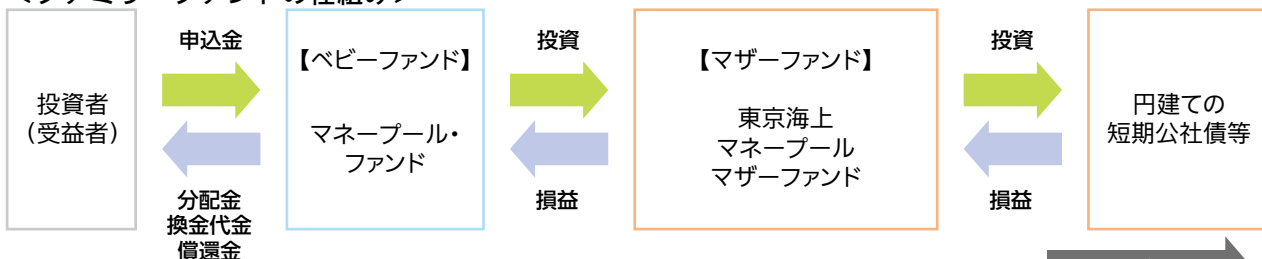 投資者
（受益者）
申込金
分配金
換金代金
償還金
【ベビーファンド】
マネープール・
ファンド
投資
損益
【マザーファンド】
東京海上
マネープール
マザーファンド
投資
損益
円建ての
短期公社債等